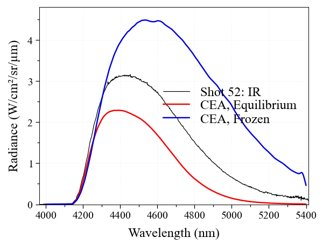 4
3
2
1
0
Radiance (W/cm²/sr/µm)
Shot 52: IR
CEA, Equilibrium
CEA, Frozen
4000 4200 4400 4600 4800 5000 5200 5400
Wavelength (nm)